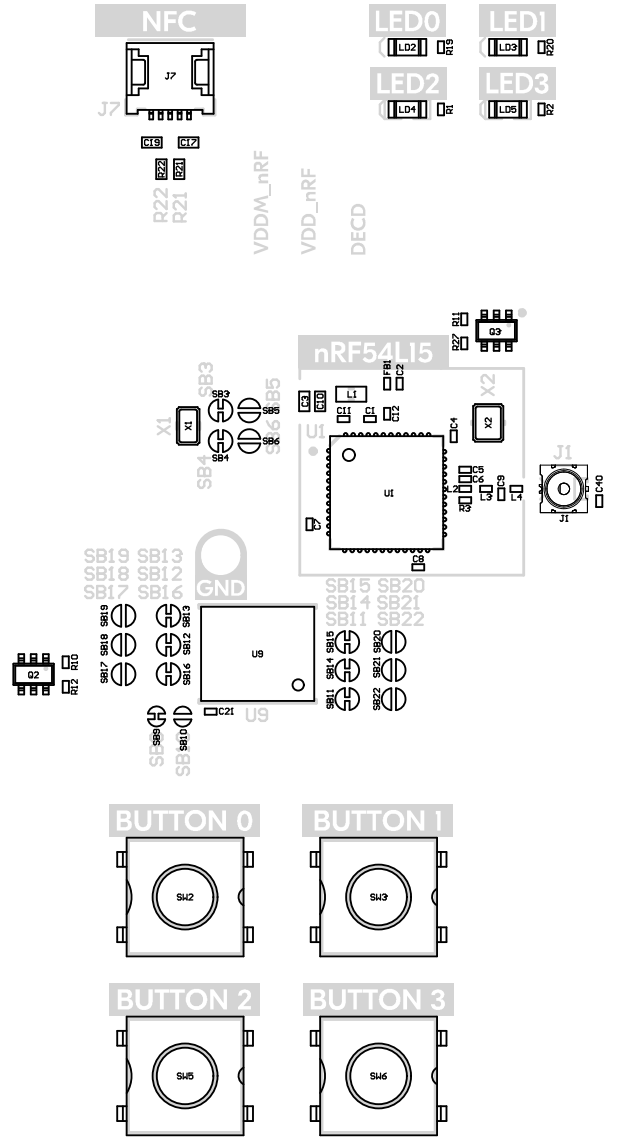 NFC LED0 LED1
LD2 R19 LD3 R20
J7
LED2 LED3
J7 LD4 R1 LD5 R2
C19 C17
R22 R21
R22 R21
VDDM_nRF VDD_nRF DECD
R11 Q3
R27
nRF54L15
SB3 SB5 FB1 C2 X2
SB3 C3 C10 L1
X1 X1 SB5 C11 C1 C12
SB4 SB6 SB6 U1 C4 X2
SB4
C5 J1
C6
U1 L2 L3 C9 L4 C40
R3 J1
C7
C8
SB19 SB13
SB18 SB12
SB17 SB16
GND
SB15 SB20
SB14 SB21
SB11 SB22
SB19 SB13
SB18 SB12 SB15 SB20
U9
Q2 R10 SB17 SB16 SB14 SB21
R12 SB11 SB22
C21 U9
SB9 SB10
BUTTON 0 BUTTON 1
SW2 SW3
BUTTON 2 BUTTON 3
SW5 SW6